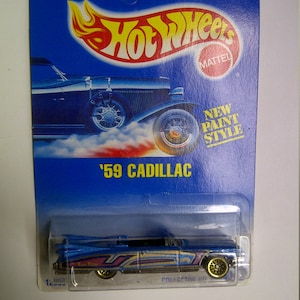 Hot Wheels
MATTEL
NEW
PAINT
STYLE
'59 CADILLAC